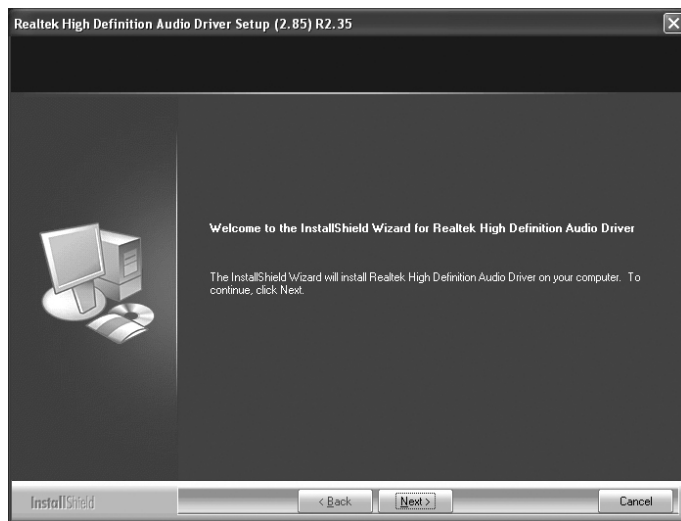 Realtek High Definition Audio Driver Setup (2.85) R2.35
Welcome to the InstallShield Wizard for Realtek High Definition Audio Driver
The InstallShield Wizard will install Realtek High Definition Audio Driver on your computer. To
continue, click Next.
InstallShield
< Back
Next >
Cancel